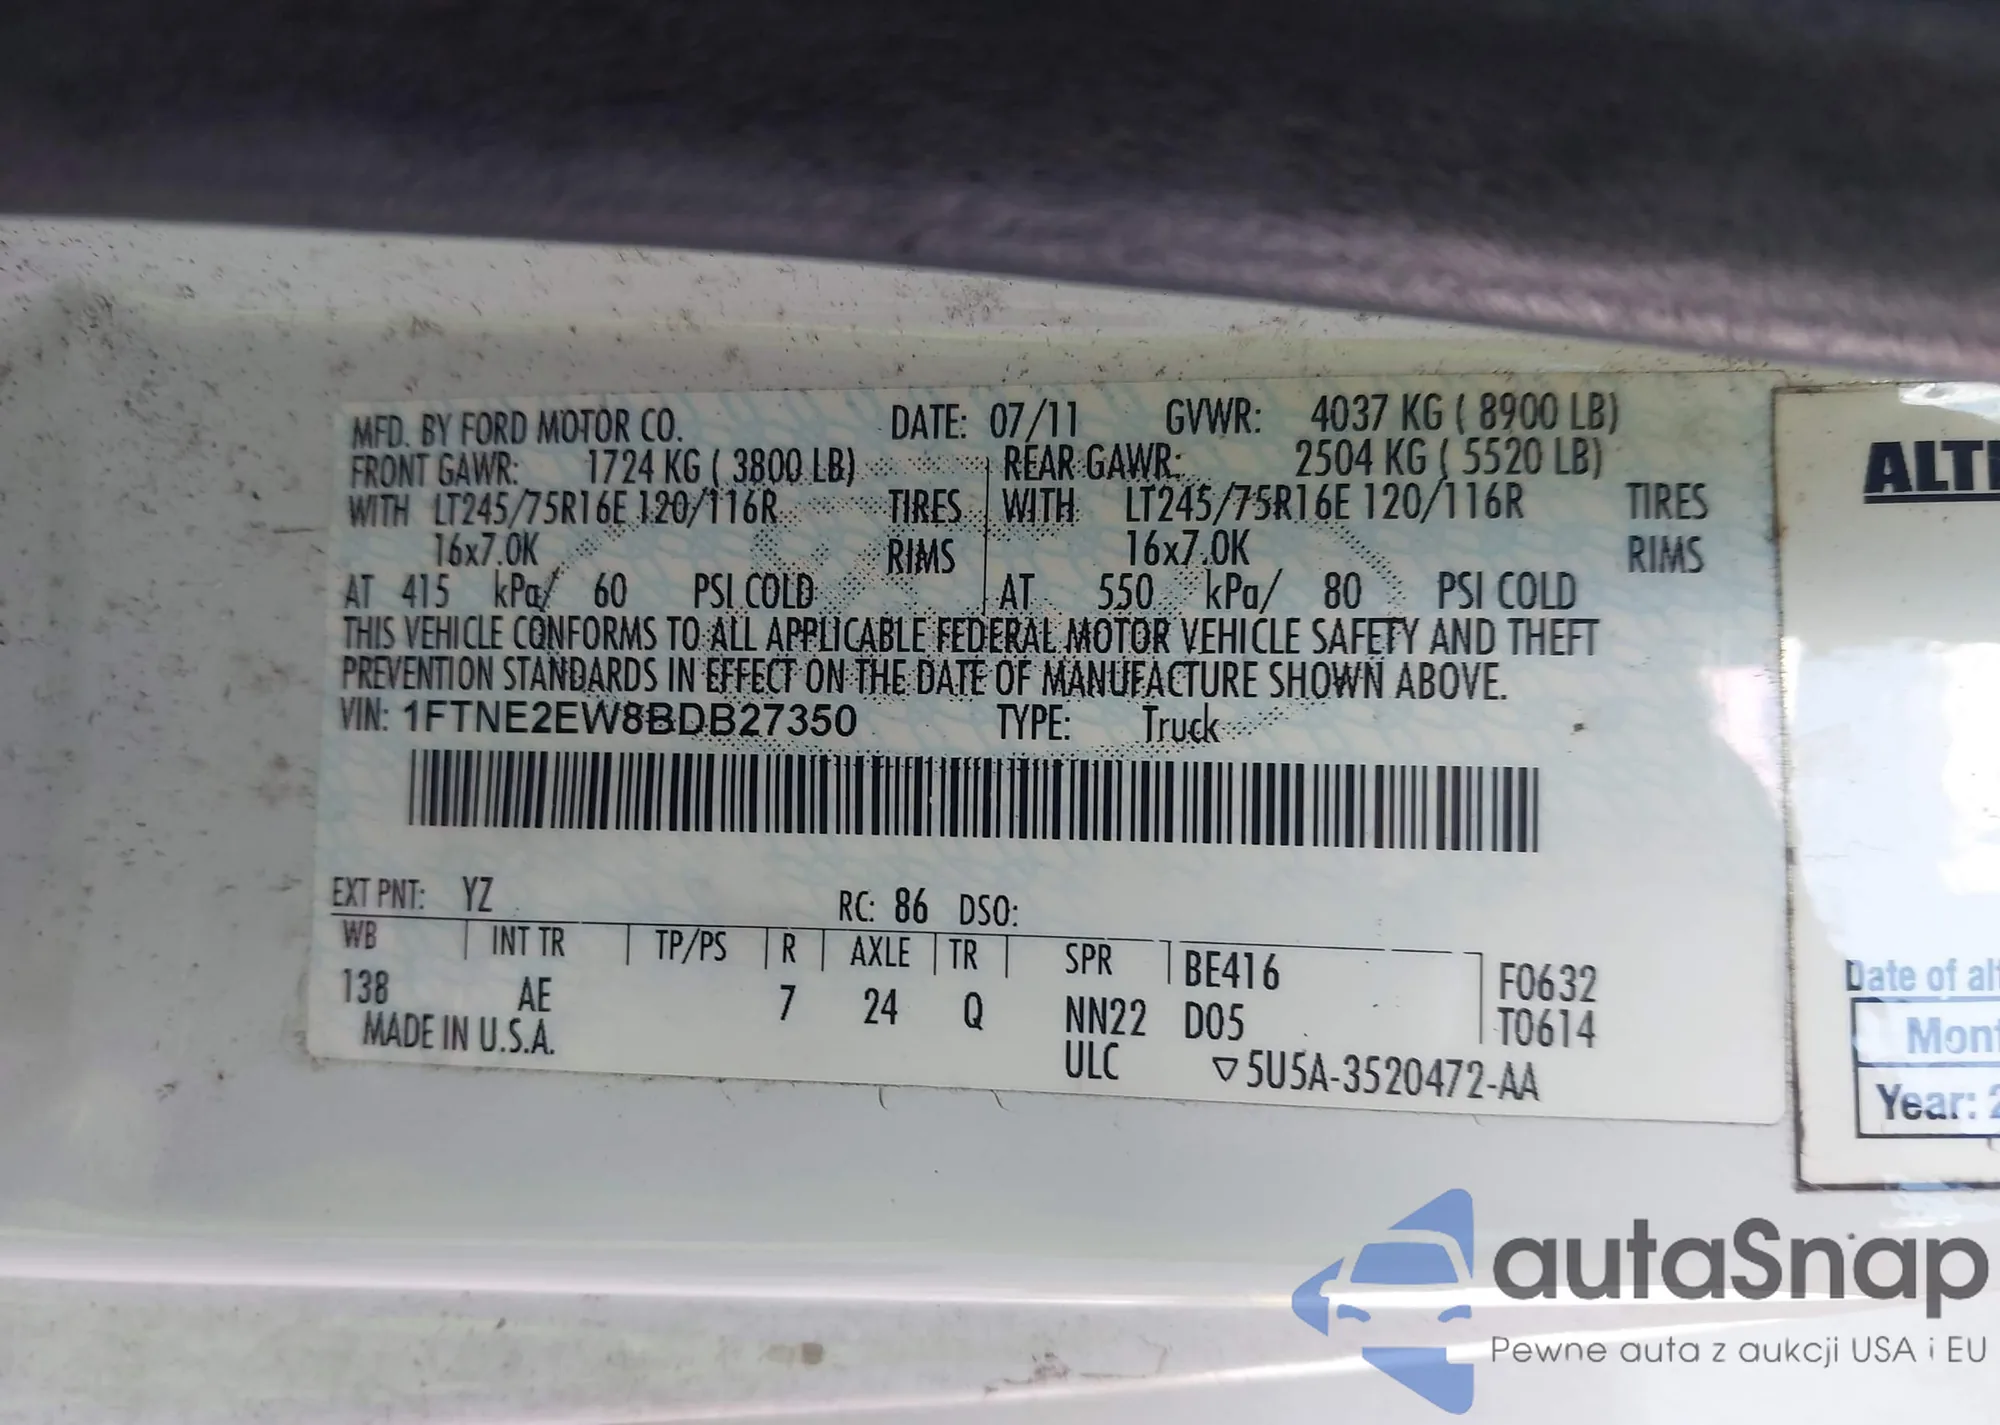 MFD. BY FORD MOTOR CO. DATE: 07/11 GVWR: 4037 KG ( 8900 LB)
FRONT GAWR: 1724 KG ( 3800 LB) REAR GAWR: 2504 KG ( 5520 LB)
WITH LT245/75R16E 120/116R TIRES WITH LT245/75R16E 120/116R TIRES
16x7.0K RIMS 16x7.0K RIMS
AT 415 kPa/ 60 PSI COLD AT 550 kPa/ 80 PSI COLD
THIS VEHICLE CONFORMS TO ALL APPLICABLE FEDERAL MOTOR VEHICLE SAFETY AND THEFT
PREVENTION STANDARDS IN EFFECT ON THE DATE OF MANUFACTURE SHOWN ABOVE.
VIN: 1FTNE2EW8BDB27350 TYPE: Truck
EXT PNT: YZ RC: 86 DSO:
WB INT TR TP/PS R AXLE TR SPR BE416 F0632
138 AE 7 24 Q NN22 D05 T0614
MADE IN U.S.A. ULC ▽5U5A-3520472-AA
ALT
Date of al
Mon
Year: 2
autaSnap
Pewne auta z aukcji USA i EU